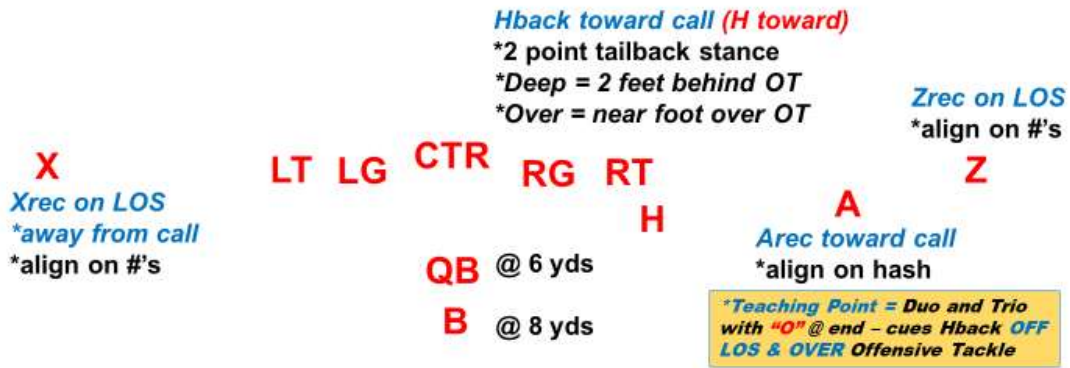 Hback toward call (H toward)
*2 point tailback stance
*Deep = 2 feet behind OT
*Over = near foot over OT
Zrec on LOS
*align on #'s
X LT LG CTR RG RT Z
Xrec on LOS
*away from call
*align on #'s
H A
Arec toward call
*align on hash
QB @ 6 yds
B @ 8 yds
*Teaching Point = Duo and Trio
with "O" @ end – cues Hback OFF
LOS & OVER Offensive Tackle